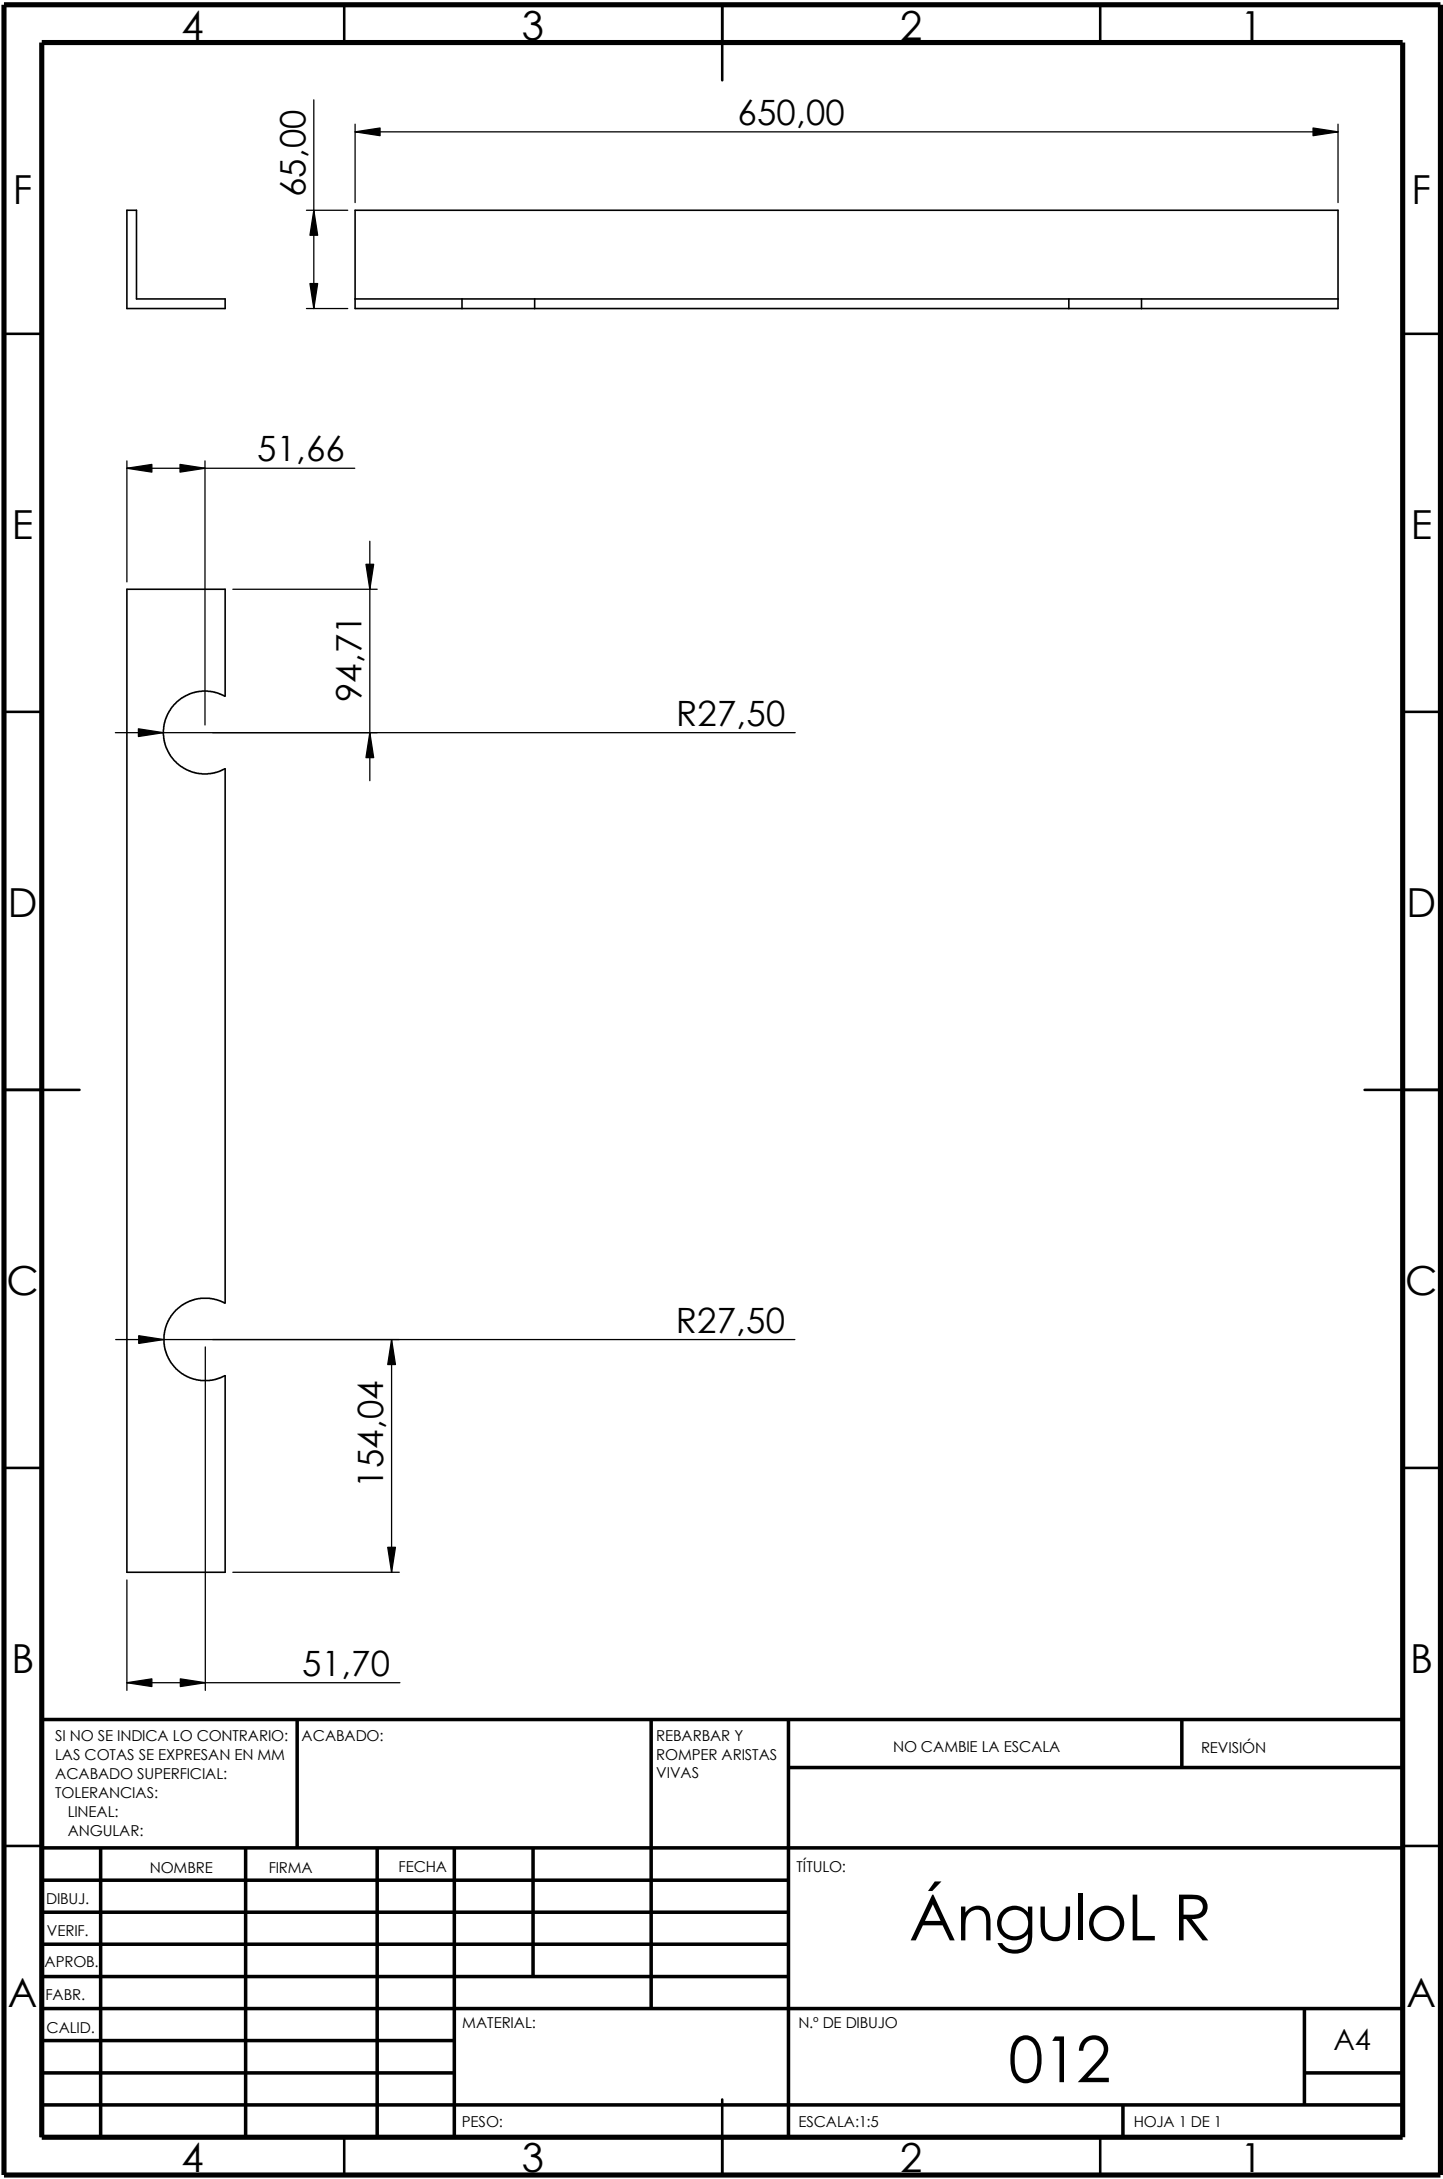 4 3 2 1
650,00
65,00
F F
51,66
E E
94,71
R27,50
D D
C C
R27,50
154,04
B B
51,70
SI NO SE INDICA LO CONTRARIO:
LAS COTAS SE EXPRESAN EN MM
ACABADO SUPERFICIAL:
TOLERANCIAS:
LINEAL:
ANGULAR:
ACABADO:
REBARBAR Y
ROMPER ARISTAS
VIVAS
NO CAMBIE LA ESCALA
REVISIÓN
NOMBRE FIRMA FECHA
DIBUJ.
VERIF.
APROB.
FABR.
CALID.
TÍTULO:
ÁnguloL R
A A
MATERIAL:
N.º DE DIBUJO
012
A4
PESO:
ESCALA:1:5
HOJA 1 DE 1
4 3 2 1